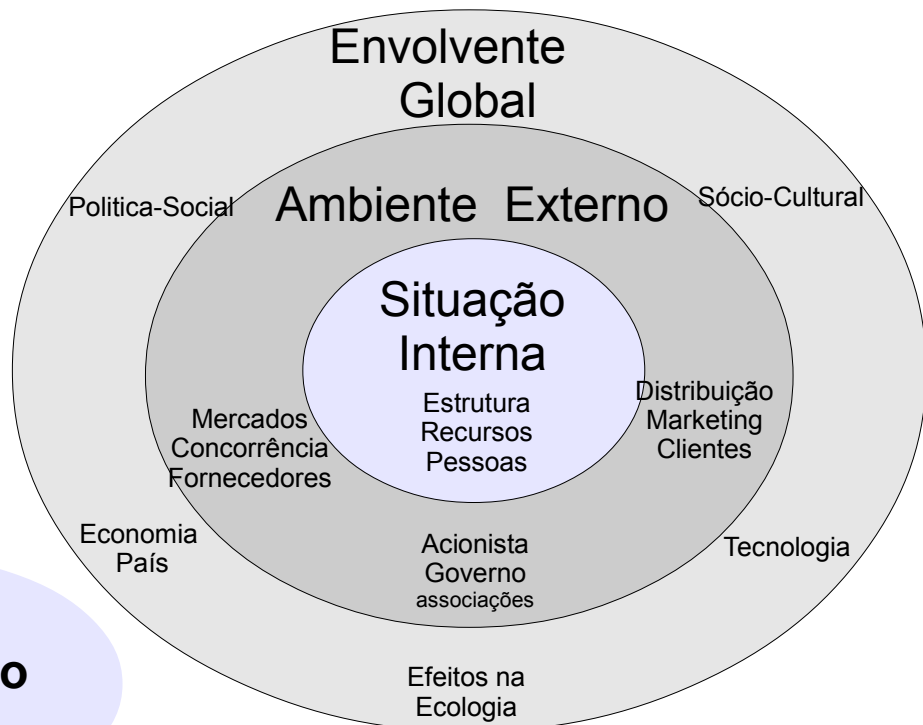 Envolvente
Global
Politica-Social
Ambiente Externo
Sócio-Cultural
Situação
Interna
Estrutura
Recursos
Pessoas
Mercados
Concorrência
Fornecedores
Distribuição
Marketing
Clientes
Economia
País
Acionista
Governo
associações
Tecnologia
Efeitos na
Ecologia
o